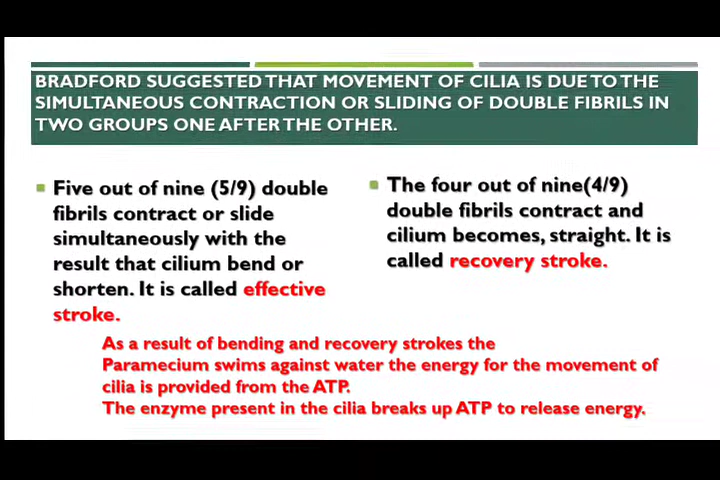 BRADFORD SUGGESTED THAT MOVEMENT OF CILIA IS DUE TO THE
SIMULTANEOUS CONTRACTION OR SLIDING OF DOUBLE FIBRILS IN
TWO GROUPS ONE AFTER THE OTHER.
Five out of nine (5/9) double
fibrils contract or slide
simultaneously with the
result that cilium bend or
shorten. It is called effective
stroke.
The four out of nine(4/9)
double fibrils contract and
cilium becomes, straight. It is
called recovery stroke.
As a result of bending and recovery strokes the
Paramecium swims against water the energy for the movement of
cilia is provided from the ATP.
The enzyme present in the cilia breaks up ATP to release energy.